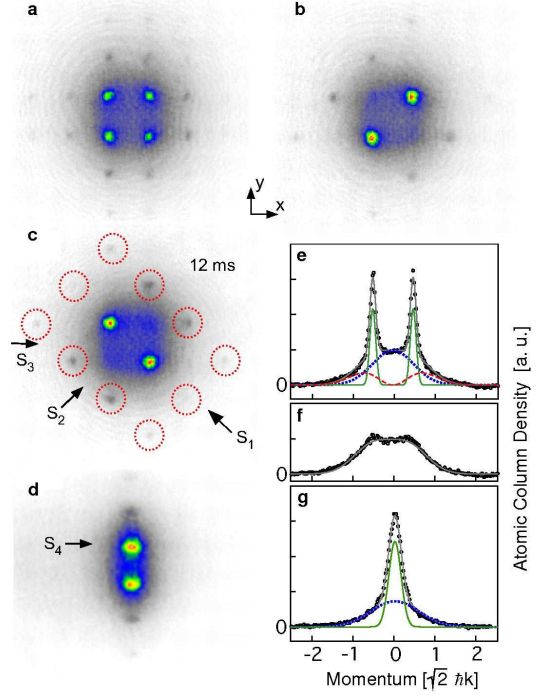 a
b
y
x
c
12 ms
S3
S2
S1
d
S4
e
0
f
0
g
0
-2 -1 0 1 2
Momentum [√2 ħk]
Atomic Column Density [a. u.]